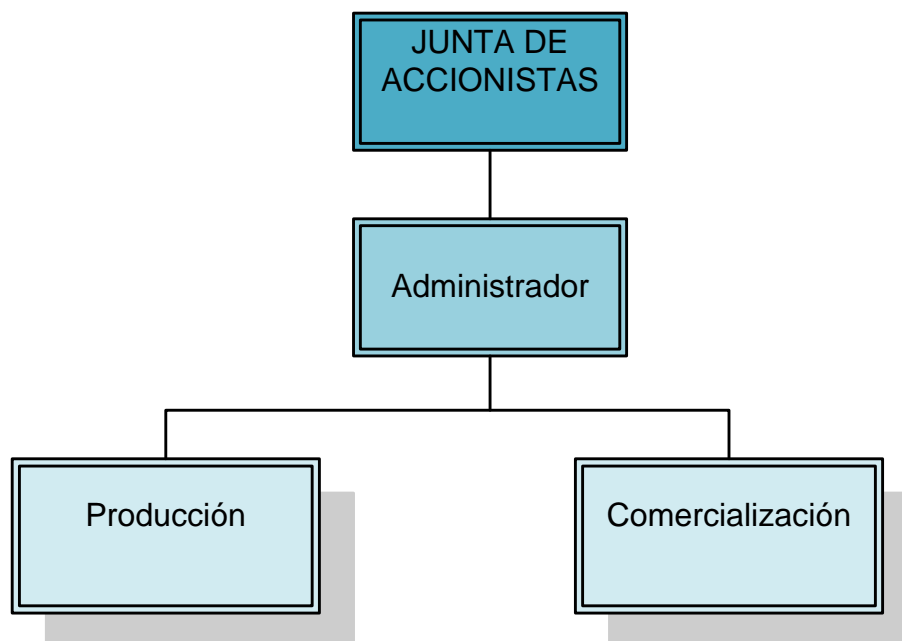 JUNTA DE
ACCIONISTAS
Administrador
Producción
Comercialización